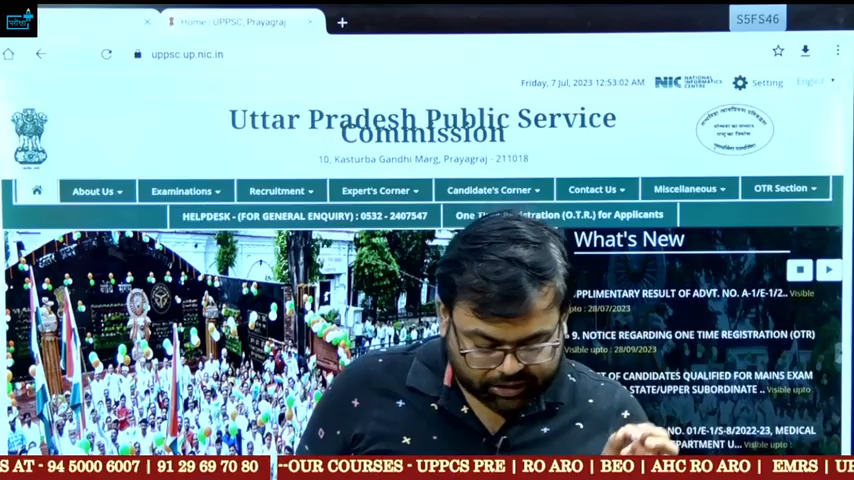 परीक्षा
Home : UPPSC, Prayagraj
S5FS46
uppsc.up.nic.in
Friday, 7 Jul, 2023 12:53:02 AM
NIC NATIONAL INFORMATICS CENTRE
Setting
English
Uttar Pradesh Public Service
Commission
10, Kasturba Gandhi Marg, Prayagraj - 211018
About Us
Examinations
Recruitment
Expert's Corner
Candidate's Corner
Contact Us
Miscellaneous
OTR Section
HELPDESK - (FOR GENERAL ENQUIRY) : 0532 - 2407547
One Time Registration (O.T.R.) for Applicants
What's New
PPLIMENTARY RESULT OF ADVT. NO. A-1/E-1/2.. Visible
pto : 28/07/2023
9. NOTICE REGARDING ONE TIME REGISTRATION (OTR)
Visible upto : 28/09/2023
OF CANDIDATES QUALIFIED FOR MAINS EXAM
STATE/UPPER SUBORDINATE .. Visible upto
NO. 01/E-1/S-8/2022-23, MEDICAL
PARTMENT U... Visible upto :
S AT - 94 5000 6007 | 91 29 69 70 80
--OUR COURSES - UPPCS PRE | RO ARO | BEO | AHC RO ARO | EMRS | UP